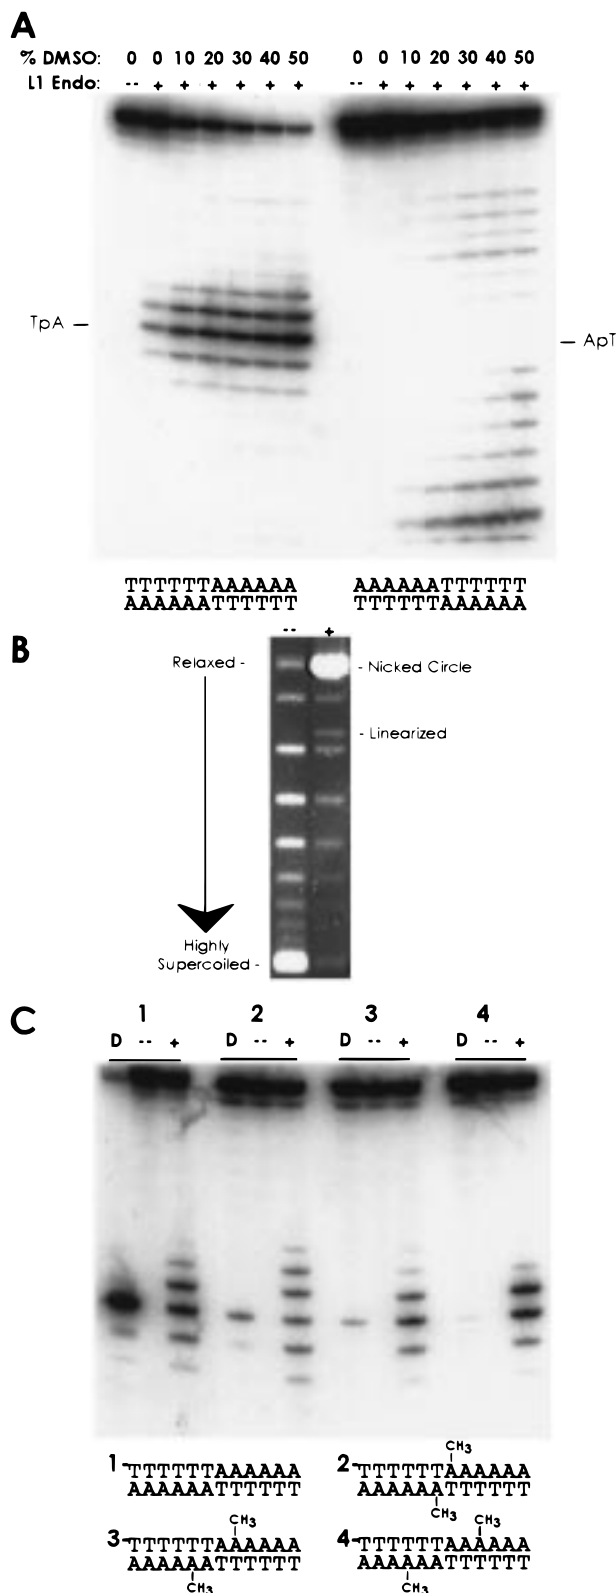 A
% DMSO: 0 0 10 20 30 40 50 0 0 10 20 30 40 50
L1 Endo: -- + + + + + + -- + + + + + +
TpA –
– ApT
TTTTTTAAAAAA AAAAAATTTTTT
AAAAAATTTTTT TTTTTTAAAAAA
B
-- +
Relaxed - - Nicked Circle
- Linearized
Highly
Supercoiled -
C
1 2 3 4
D -- + D -- + D -- + D -- +
CH3
1 -TTTTTTAAAAAA 2 -TTTTTTAAAAAA
AAAAAATTTTTT AAAAAATTTTTT
CH3
CH3 CH3
3 -TTTTTTAAAAAA 4 -TTTTTTAAAAAA
AAAAAATTTTTT AAAAAATTTTTT
CH3 CH3